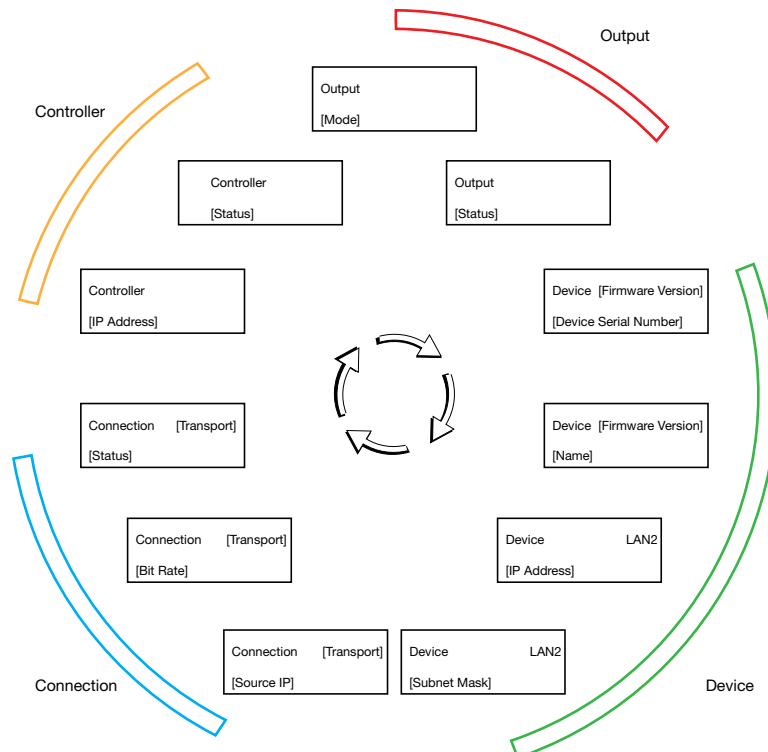 Output
Controller
Output
[Mode]
Controller
[Status]
Output
[Status]
Controller
[IP Address]
Device [Firmware Version]
[Device Serial Number]
Connection [Transport]
[Status]
Device [Firmware Version]
[Name]
Connection [Transport]
[Bit Rate]
Device LAN2
[IP Address]
Connection [Transport]
[Source IP]
Device LAN2
[Subnet Mask]
Connection
Device